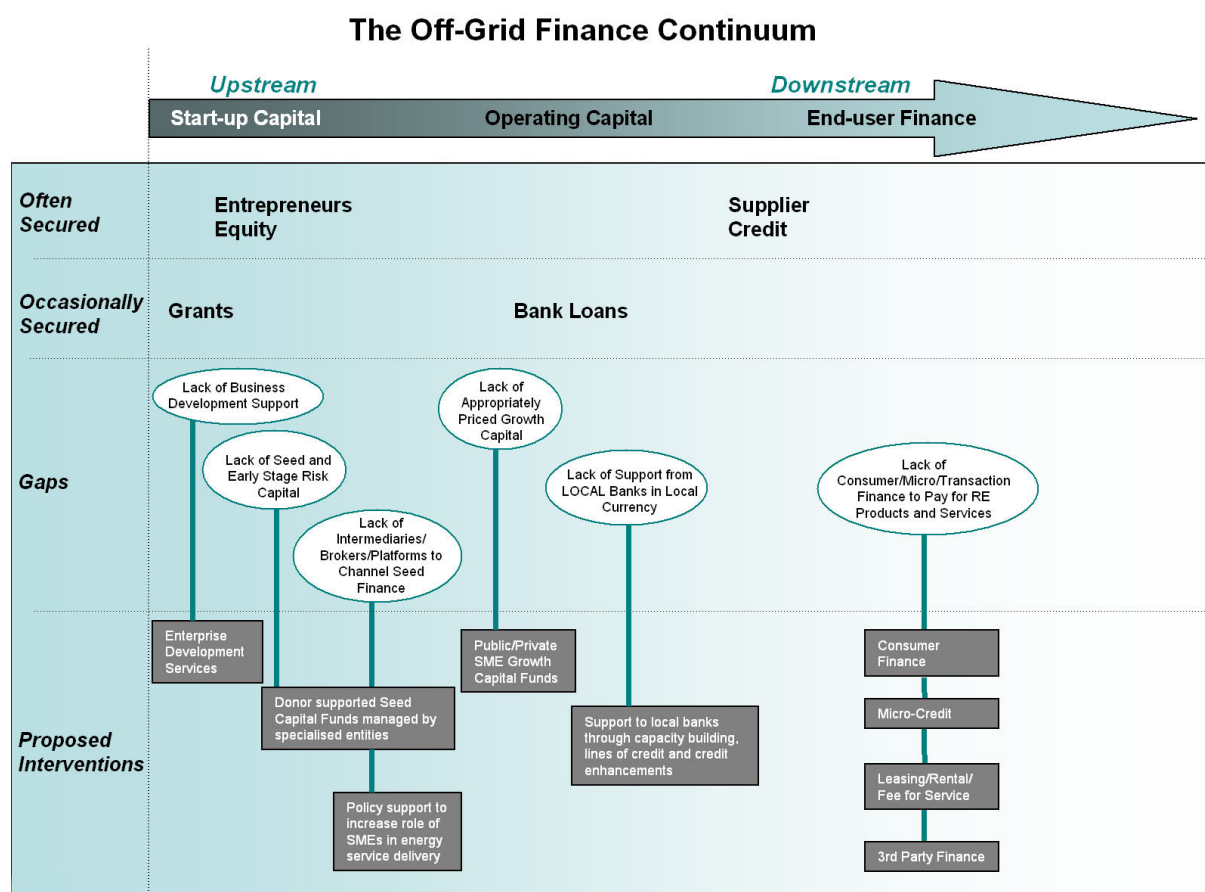 The Off-Grid Finance Continuum
Upstream
Downstream
Start-up Capital
Operating Capital
End-user Finance
Often
Secured
Entrepreneurs
Equity
Supplier
Credit
Occasionally
Secured
Grants
Bank Loans
Gaps
Lack of Business
Development Support
Lack of Seed and
Early Stage Risk
Capital
Lack of
Intermediaries/
Brokers/Platforms to
Channel Seed
Finance
Lack of
Appropriately
Priced Growth
Capital
Lack of Support from
LOCAL Banks in Local
Currency
Lack of
Consumer/Micro/Transaction
Finance to Pay for RE
Products and Services
Proposed
Interventions
Enterprise
Development
Services
Donor supported Seed
Capital Funds managed by
specialised entities
Policy support to
increase role of
SMEs in energy
service delivery
Public/Private
SME Growth
Capital Funds
Support to local banks
through capacity building,
lines of credit and credit
enhancements
Consumer
Finance
Micro-Credit
Leasing/Rental/
Fee for Service
3rd Party Finance